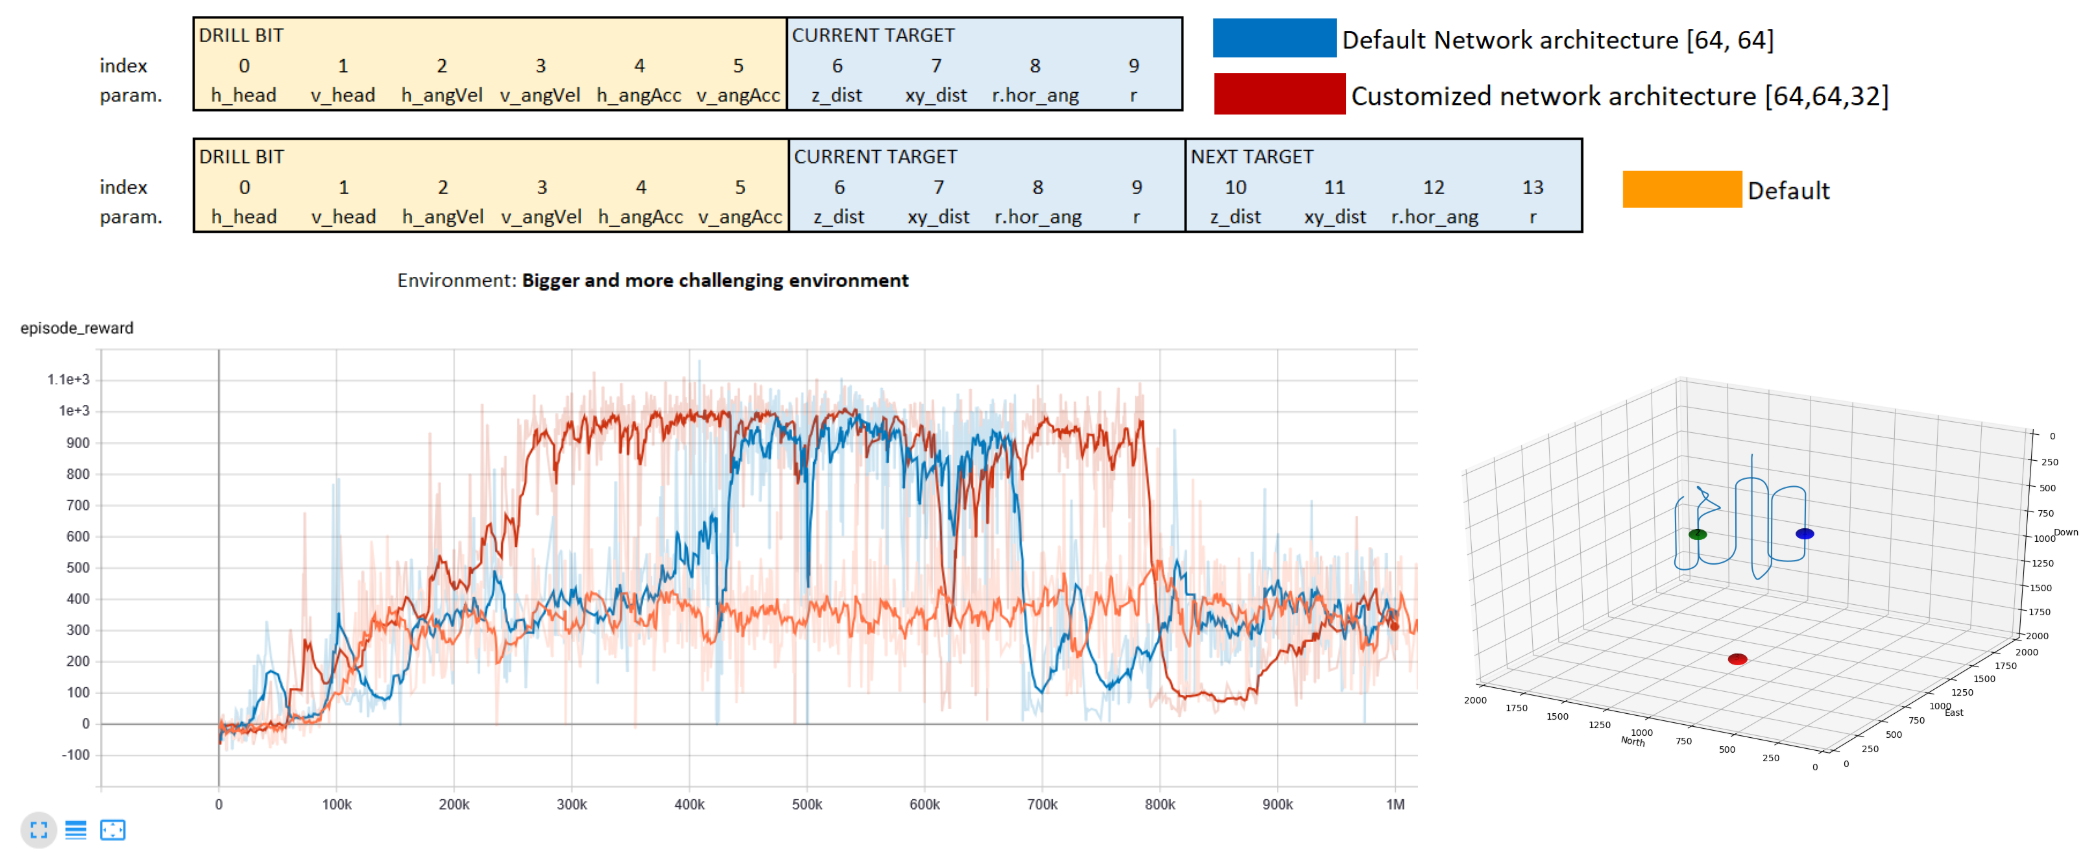 DRILL BIT CURRENT TARGET
index 0 1 2 3 4 5 6 7 8 9
param. h_head v_head h_angVel v_angVel h_angAcc v_angAcc z_dist xy_dist r.hor_ang r
Default Network architecture [64, 64]
Customized network architecture [64,64,32]
DRILL BIT CURRENT TARGET NEXT TARGET
index 0 1 2 3 4 5 6 7 8 9 10 11 12 13
param. h_head v_head h_angVel v_angVel h_angAcc v_angAcc z_dist xy_dist r.hor_ang r z_dist xy_dist r.hor_ang r
Default
Environment: Bigger and more challenging environment
episode_reward
1.1e+3
1e+3
900
800
700
600
500
400
300
200
100
0
-100
0 100k 200k 300k 400k 500k 600k 700k 800k 900k 1M
0
250
500
750
1000
Down
1250
1500
1750
2000
2000
1750
1500
1250
1000
East
750
500
250
0
2000
1750
1500
1250
1000
North
750
500
250
0